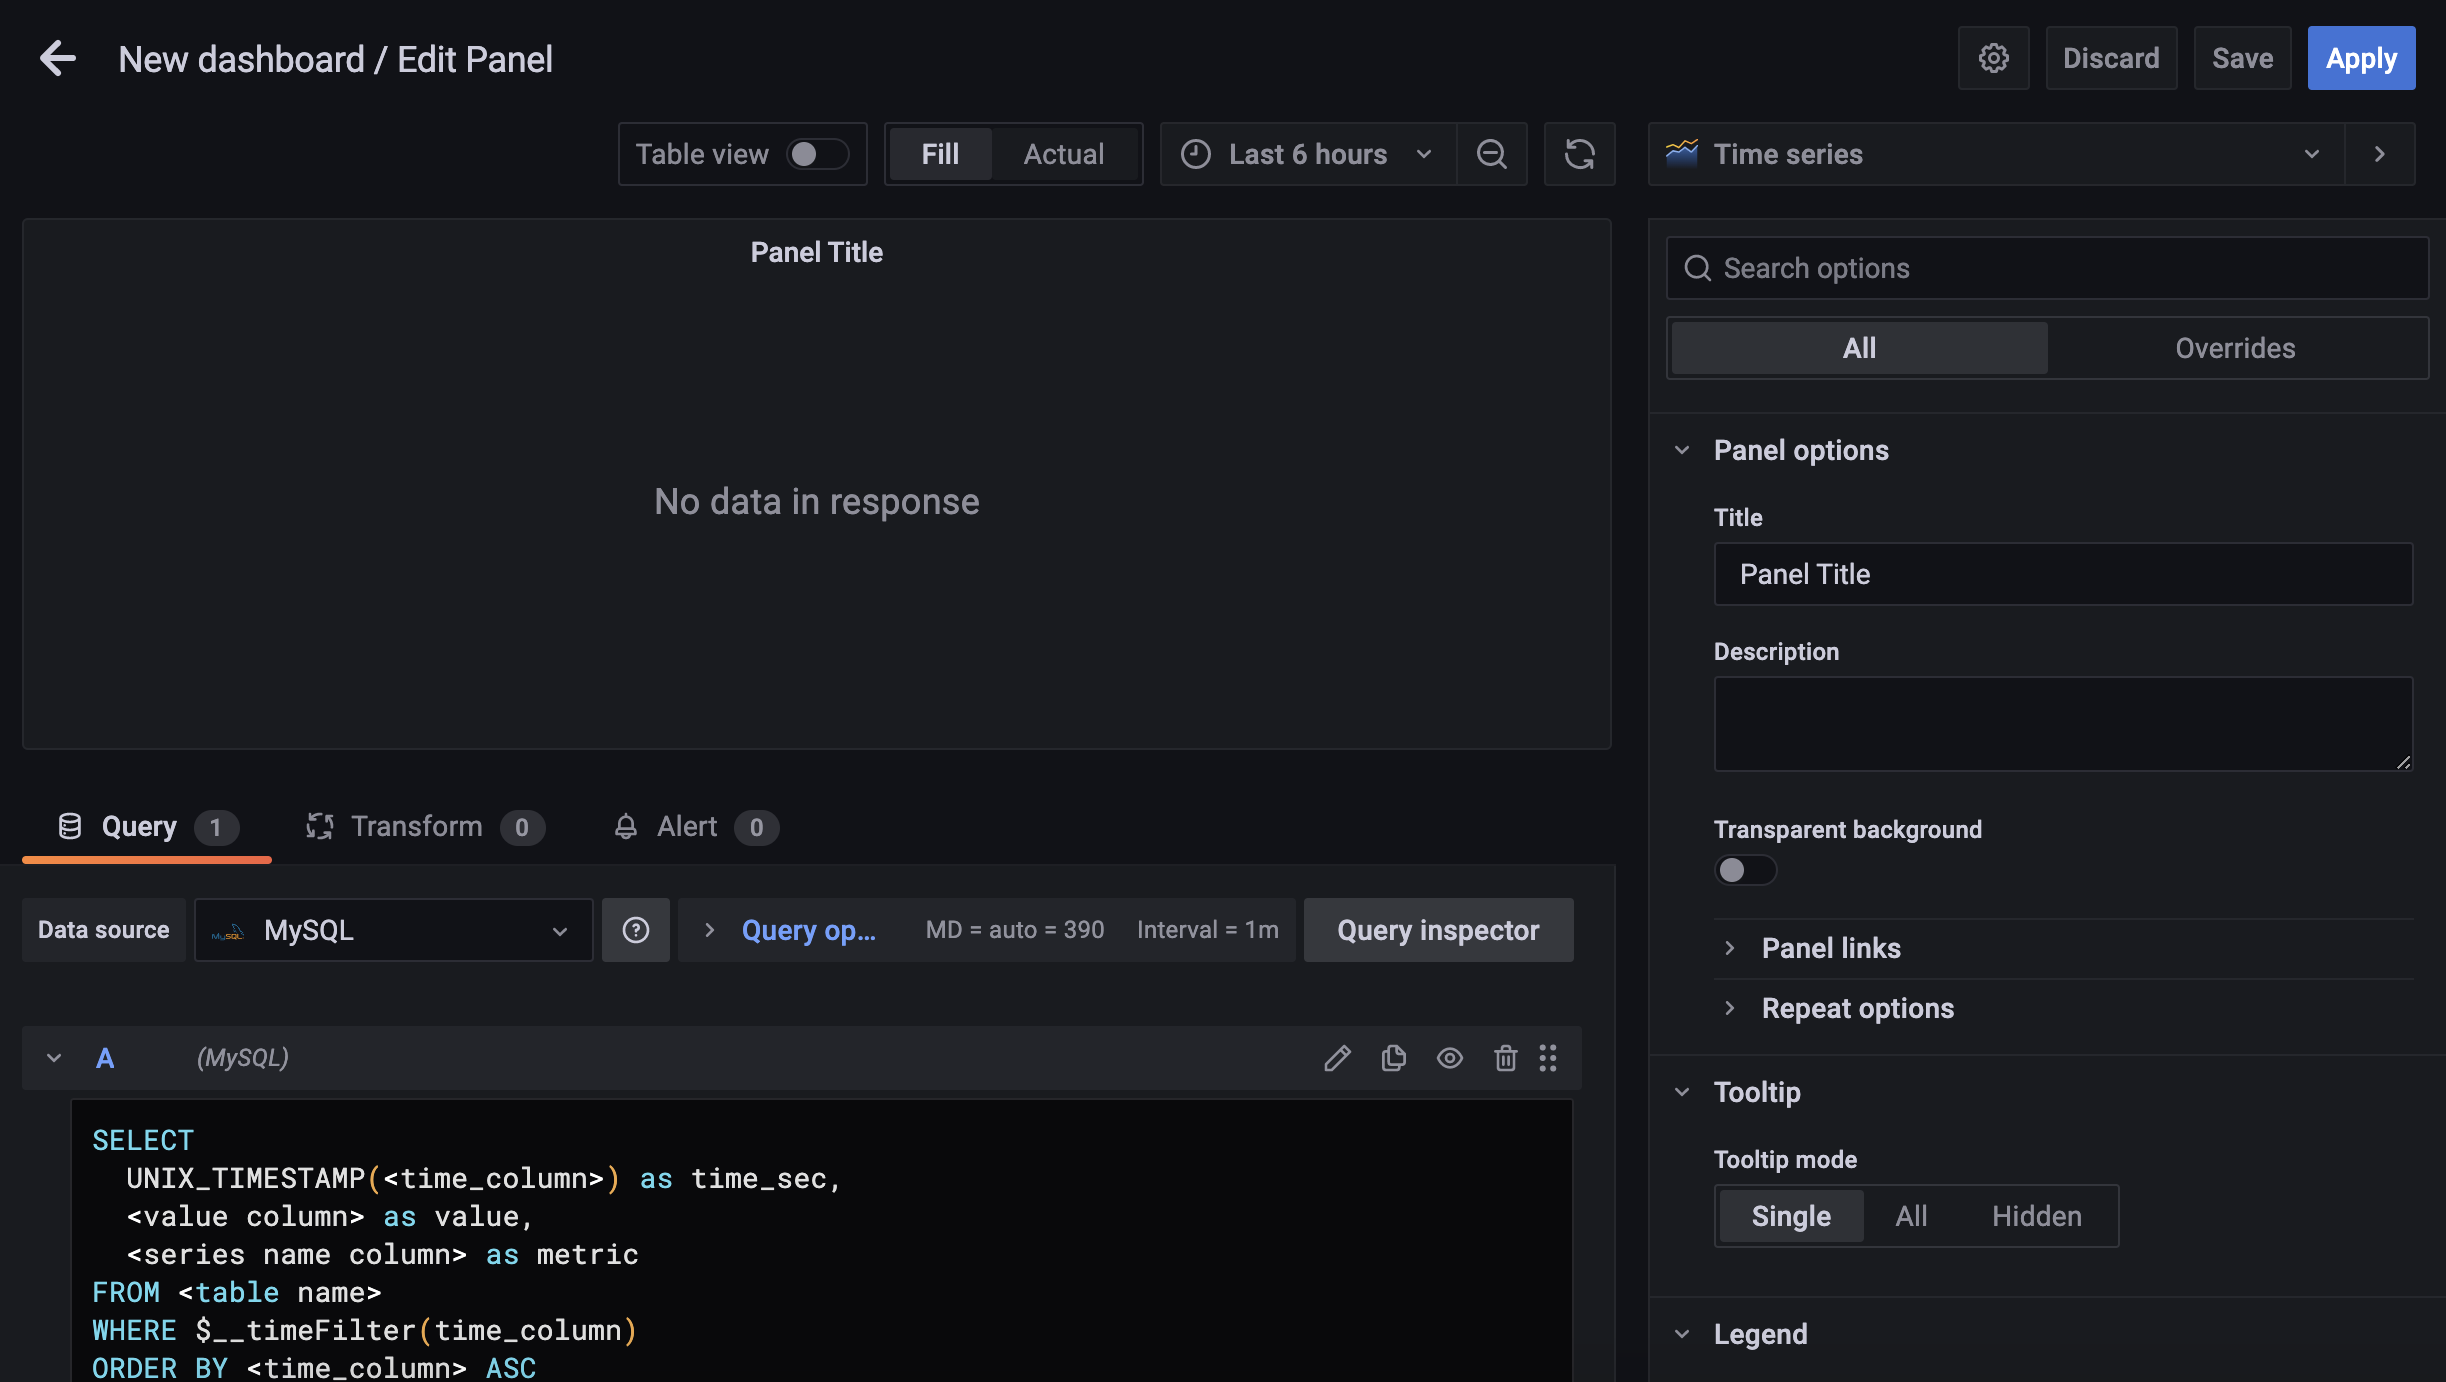 New dashboard / Edit Panel
Discard
Save
Apply
Table view
Fill
Actual
Last 6 hours
Time series
Panel Title
No data in response
Search options
All
Overrides
Panel options
Title
Panel Title
Description
Transparent background
Panel links
Repeat options
Tooltip
Tooltip mode
Single
All
Hidden
Legend
Query 1
Transform 0
Alert 0
Data source
MySQL
MySQL
Query op...
MD = auto = 390
Interval = 1m
Query inspector
A
(MySQL)
SELECT
UNIX_TIMESTAMP(<time_column>) as time_sec,
<value column> as value,
<series name column> as metric
FROM <table name>
WHERE $__timeFilter(time_column)
ORDER BY <time_column> ASC